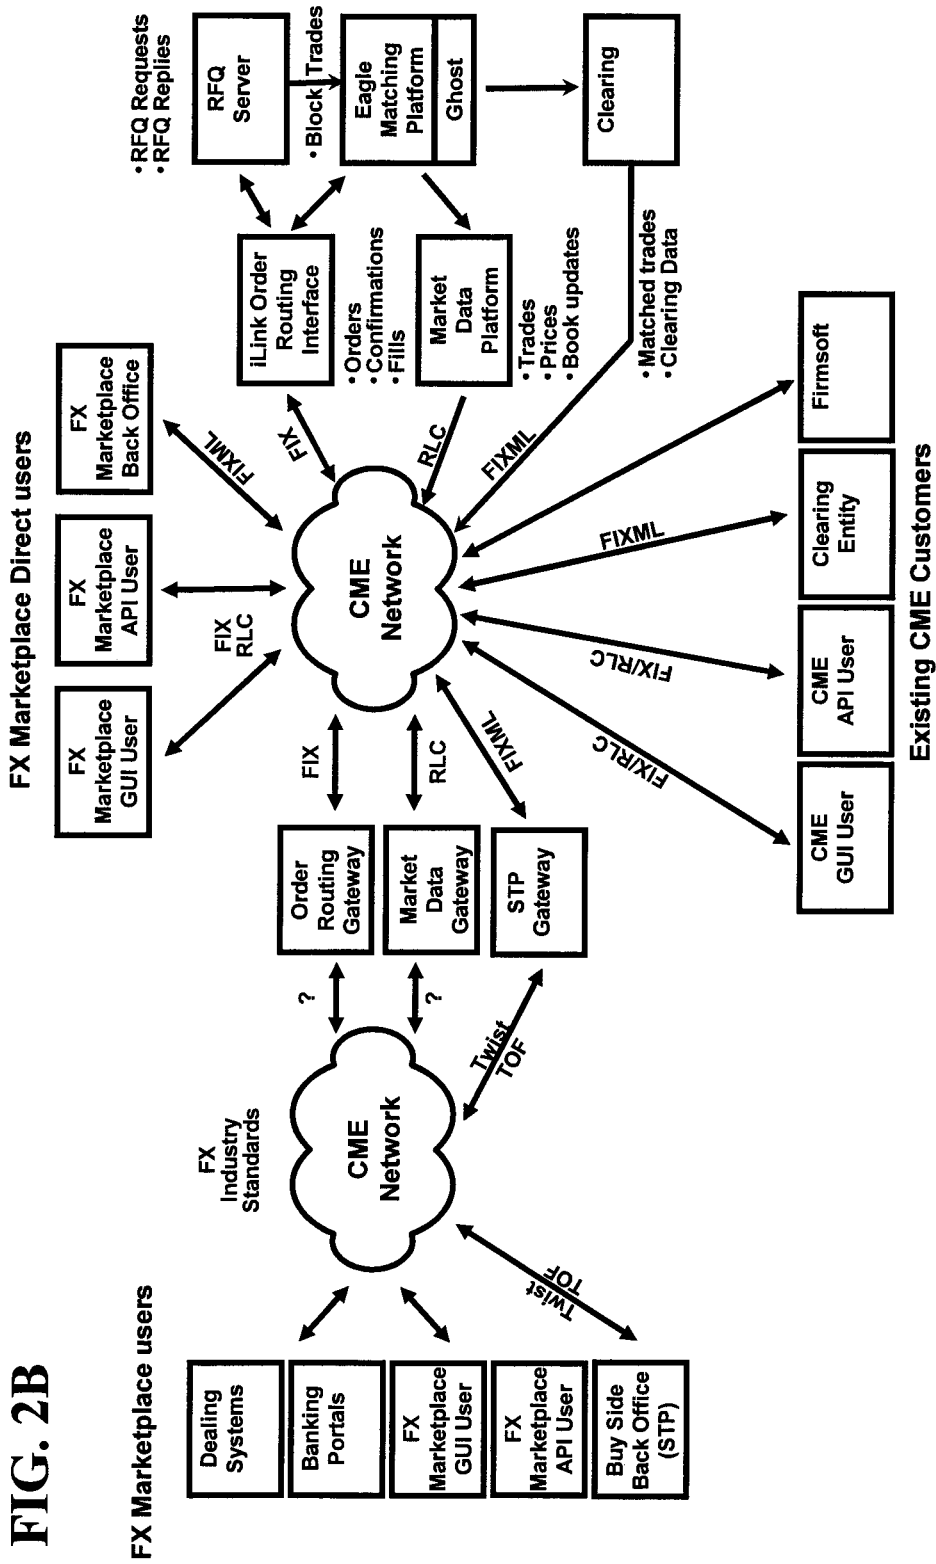 FIG. 2B
FX Marketplace users
Dealing
Systems
Banking
Portals
FX
Marketplace
GUI User
FX
Marketplace
API User
Buy Side
Back Office
(STP)
FX
Industry
Standards
CME
Network
Twist
TOF
?
?
Twist
TOF
Order
Routing
Gateway
Market
Data
Gateway
STP
Gateway
FIX
RLC
FIXML
FX Marketplace Direct users
FX
Marketplace
GUI User
FX
Marketplace
API User
FX
Marketplace
Back Office
FIX
RLC
FIXML
CME
Network
FIX
RLC
FIXML
FIX/RLC
FIX/RLC
FIXML
CME
GUI User
CME
API User
Clearing
Entity
Firmsoft
Existing CME Customers
iLink Order
Routing
Interface
• Orders
• Confirmations
• Fills
Market
Data
Platform
• Trades
• Prices
• Book updates
• Matched trades
• Clearing Data
• RFQ Requests
• RFQ Replies
RFQ
Server
• Block Trades
Eagle
Matching
Platform
Ghost
Clearing